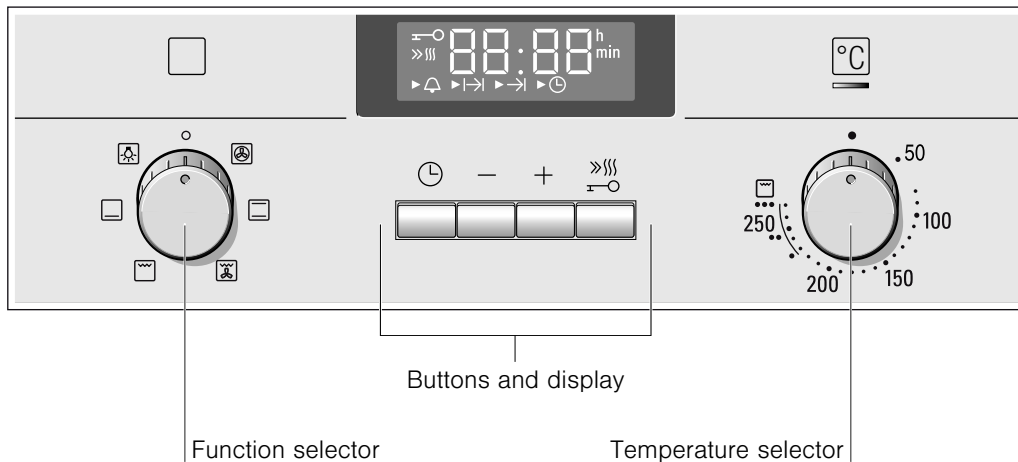 88:88 h
min
°C
50
100
150
200
250
Buttons and display
Function selector
Temperature selector